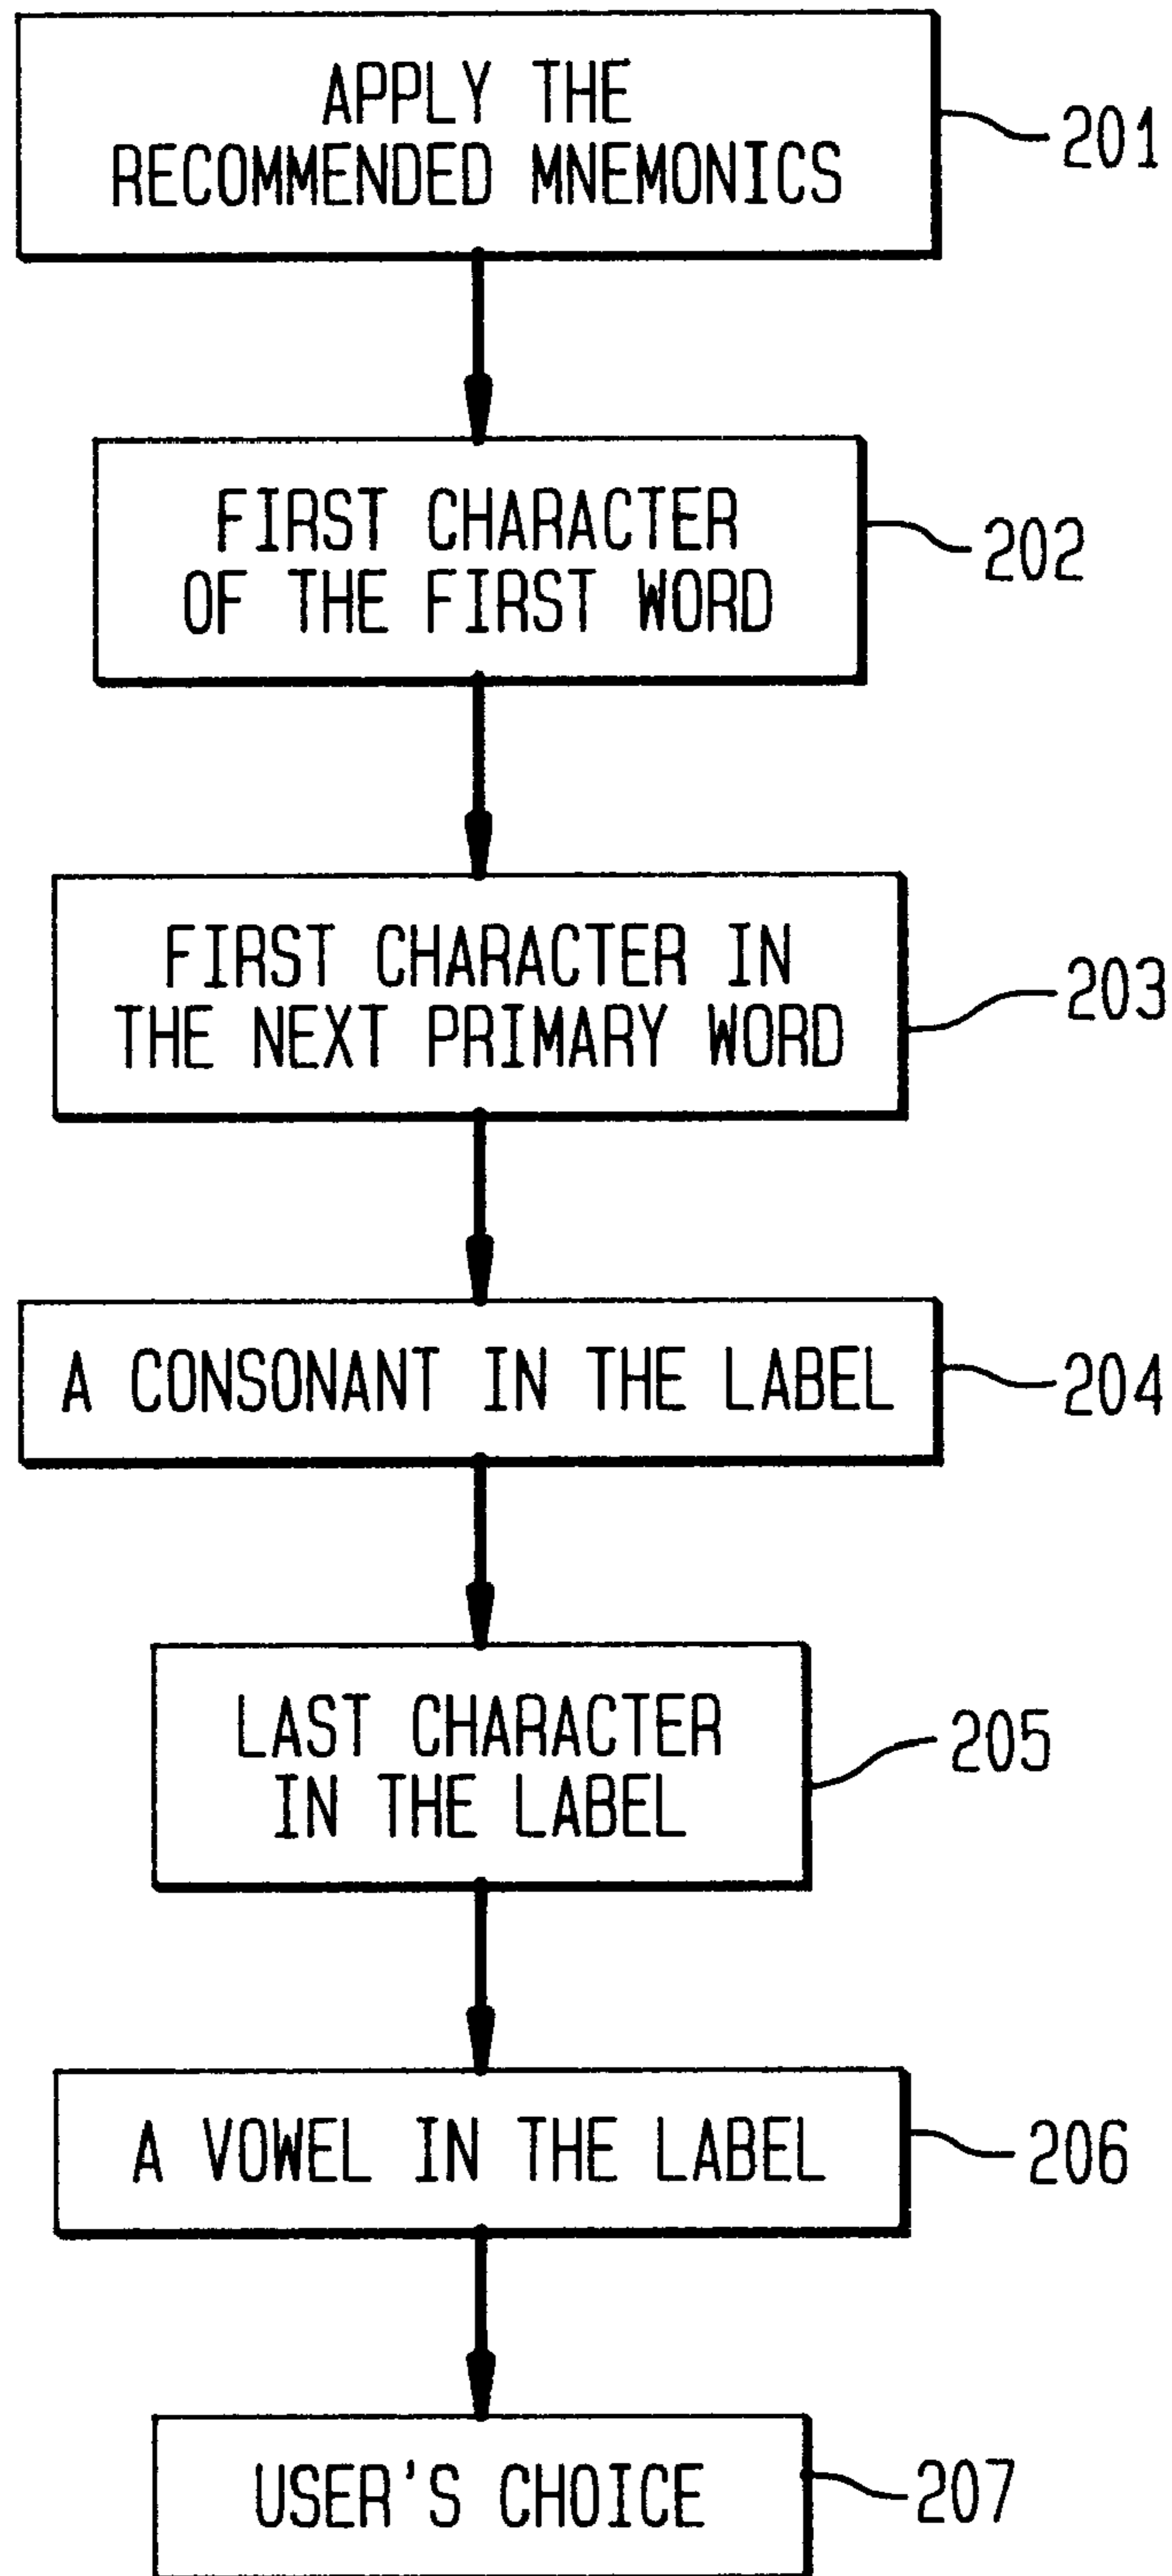 APPLY THE
RECOMMENDED MNEMONICS
201
FIRST CHARACTER
OF THE FIRST WORD
202
FIRST CHARACTER IN
THE NEXT PRIMARY WORD
203
A CONSONANT IN THE LABEL
204
LAST CHARACTER
IN THE LABEL
205
A VOWEL IN THE LABEL
206
USER'S CHOICE
207